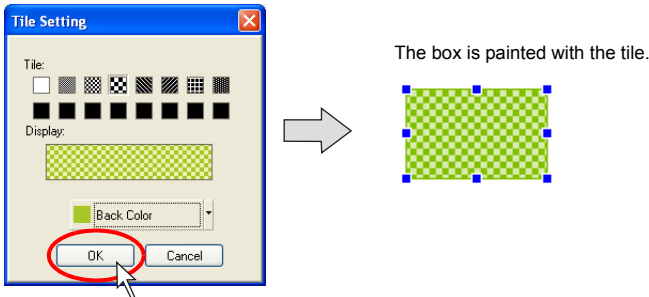 Tile Setting
Tile:
Display:
Back Color
OK
Cancel
The box is painted with the tile.